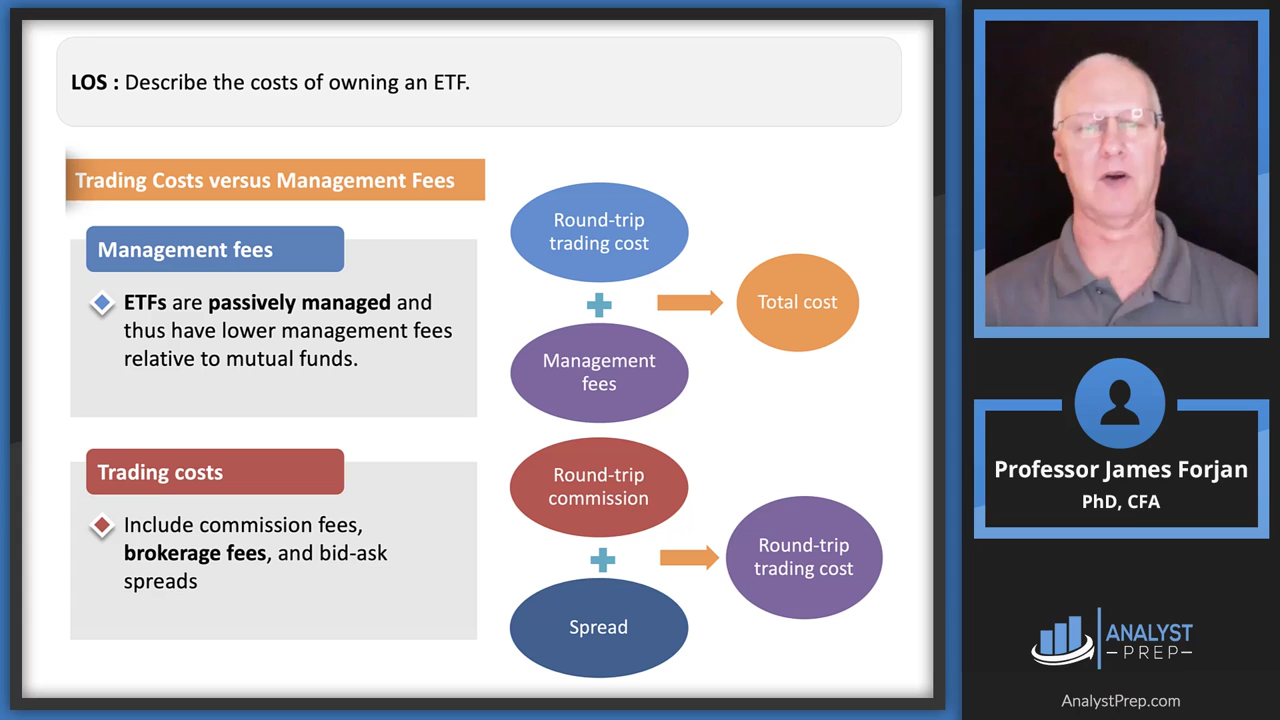 LOS : Describe the costs of owning an ETF.
Trading Costs versus Management Fees
Management fees
ETFs are passively managed and
thus have lower management fees
relative to mutual funds.
Trading costs
Include commission fees,
brokerage fees, and bid-ask
spreads
Round-trip
trading cost
Management
fees
Total cost
Round-trip
commission
Spread
Round-trip
trading cost
Professor James Forjan
PhD, CFA
ANALYST
PREP
AnalystPrep.com